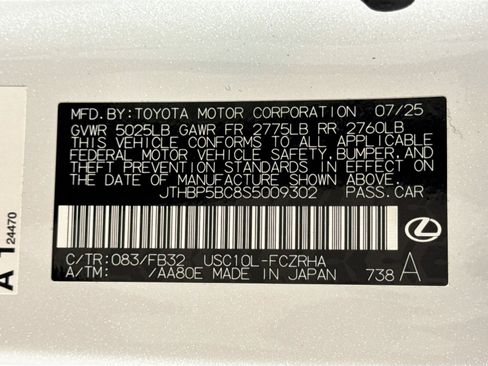 MFD. BY: TOYOTA MOTOR CORPORATION 07/25
GVWR 5025LB GAWR FR 2775LB RR 2760LB
THIS VEHICLE CONFORMS TO ALL APPLICABLE
FEDERAL MOTOR VEHICLE SAFETY, BUMPER, AND
THEFT PREVENTION STANDARDS IN EFFECT ON
THE DATE OF MANUFACTURE SHOWN ABOVE.
JTHBP5BC8S5009302 PASS. CAR
C/TR: 083/FB32 USC10L-FCZRHA
A/TM: /AA80E MADE IN JAPAN 738 A
A 1 24470